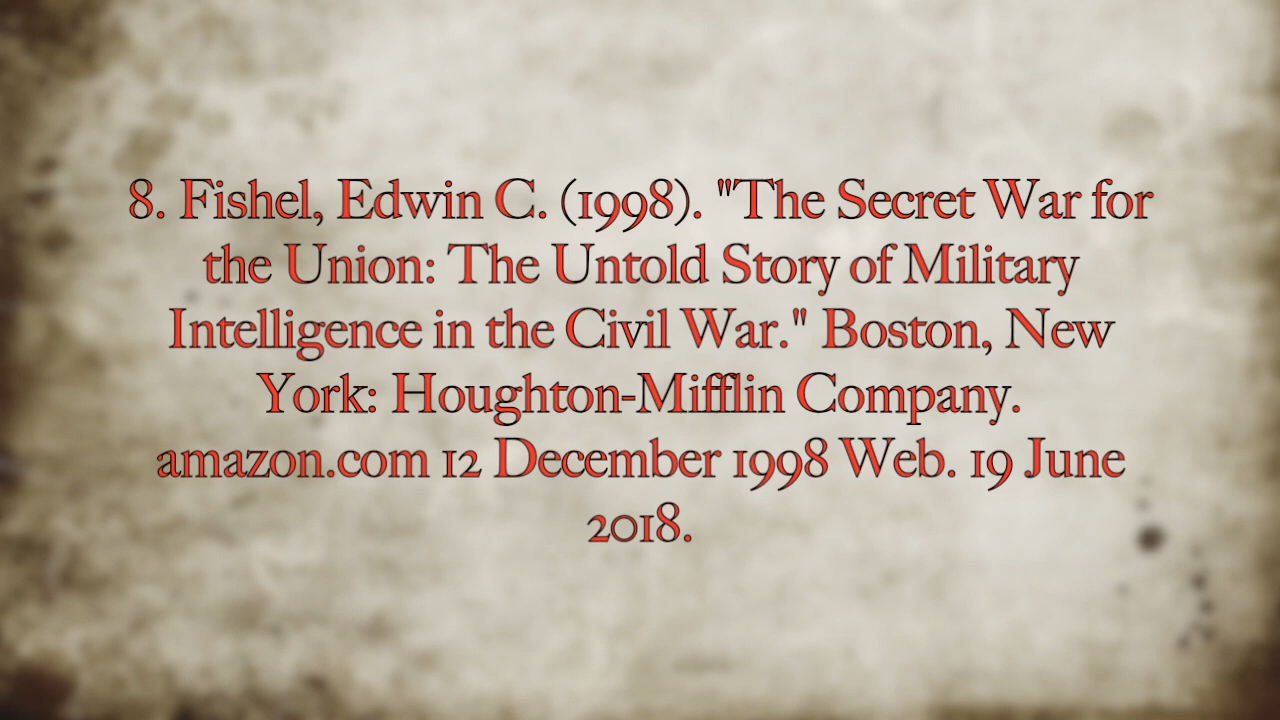 8. Fishel, Edwin C. (1998). "The Secret War for
the Union: The Untold Story of Military
Intelligence in the Civil War." Boston, New
York: Houghton-Mifflin Company.
amazon.com 12 December 1998 Web. 19 June
2018.